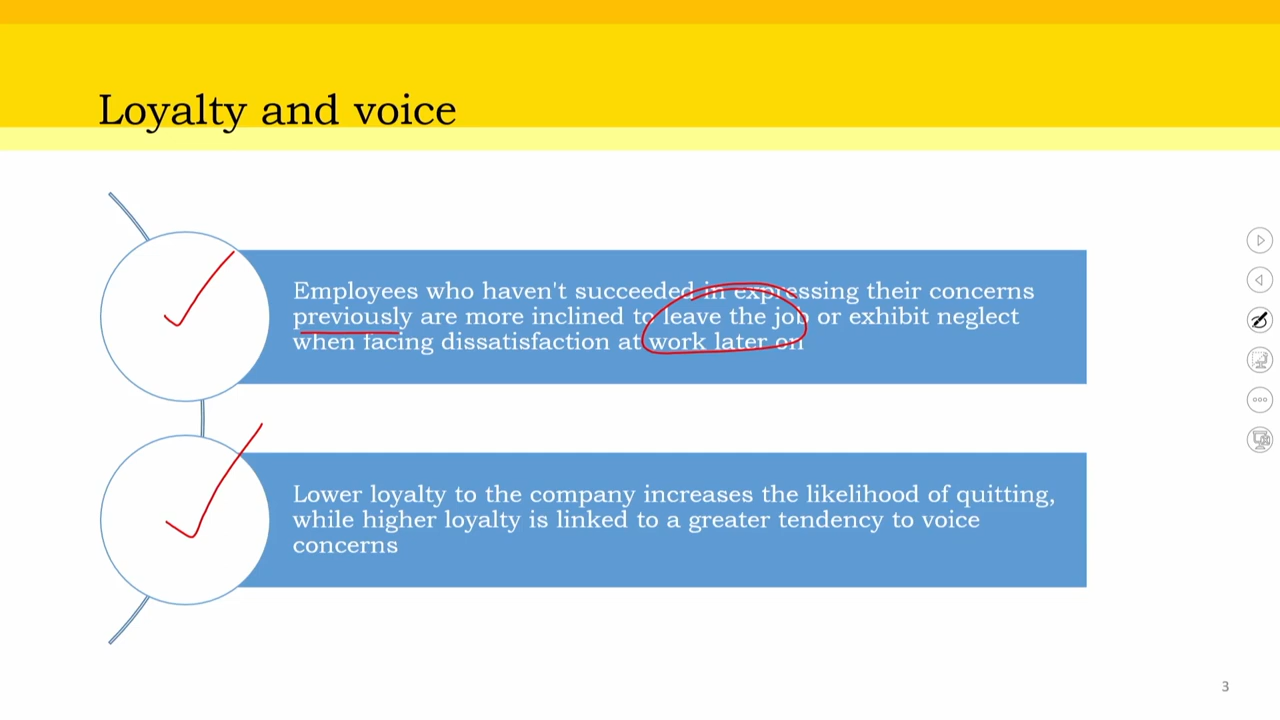 Loyalty and voice
Employees who haven't succeeded in expressing their concerns
previously are more inclined to leave the job or exhibit neglect
when facing dissatisfaction at work later on
Lower loyalty to the company increases the likelihood of quitting,
while higher loyalty is linked to a greater tendency to voice
concerns
3